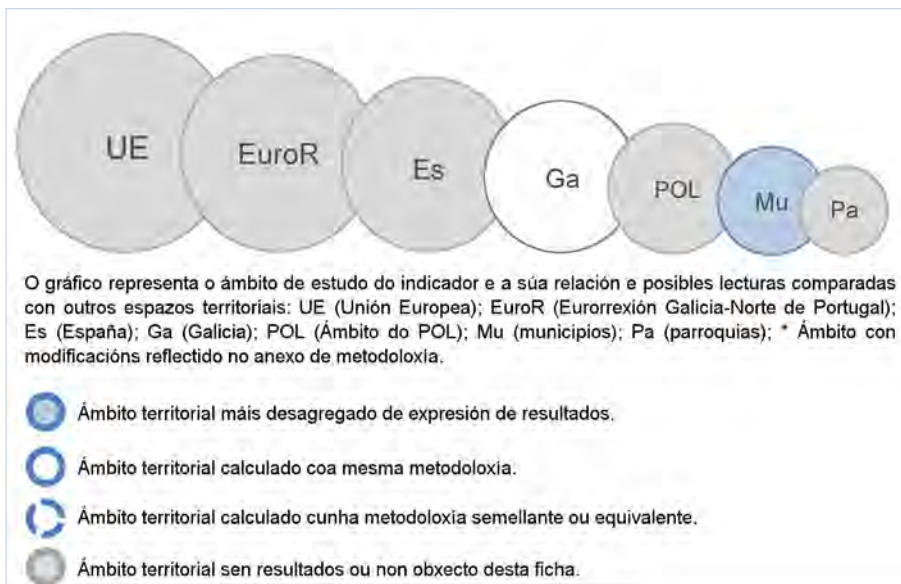 UE
EuroR
Es
Ga
POL
Mu
Pa
O gráfico representa o ámbito de estudo do indicador e a súa relación e posibles lecturas comparadas
con outros espazos territoriais: UE (Unión Europea); EuroR (Eurorrexión Galicia-Norte de Portugal);
Es (España); Ga (Galicia); POL (Ámbito do POL); Mu (municipios); Pa (parroquias); * Ámbito con
modificacións reflectido no anexo de metodoloxía.
Ámbito territorial máis desagregado de expresión de resultados.
Ámbito territorial calculado coa mesma metodoloxia.
Ámbito territorial calculado cunha metodoloxia semellante ou equivalente.
Ámbito territorial sen resultados ou non obxecto desta ficha.